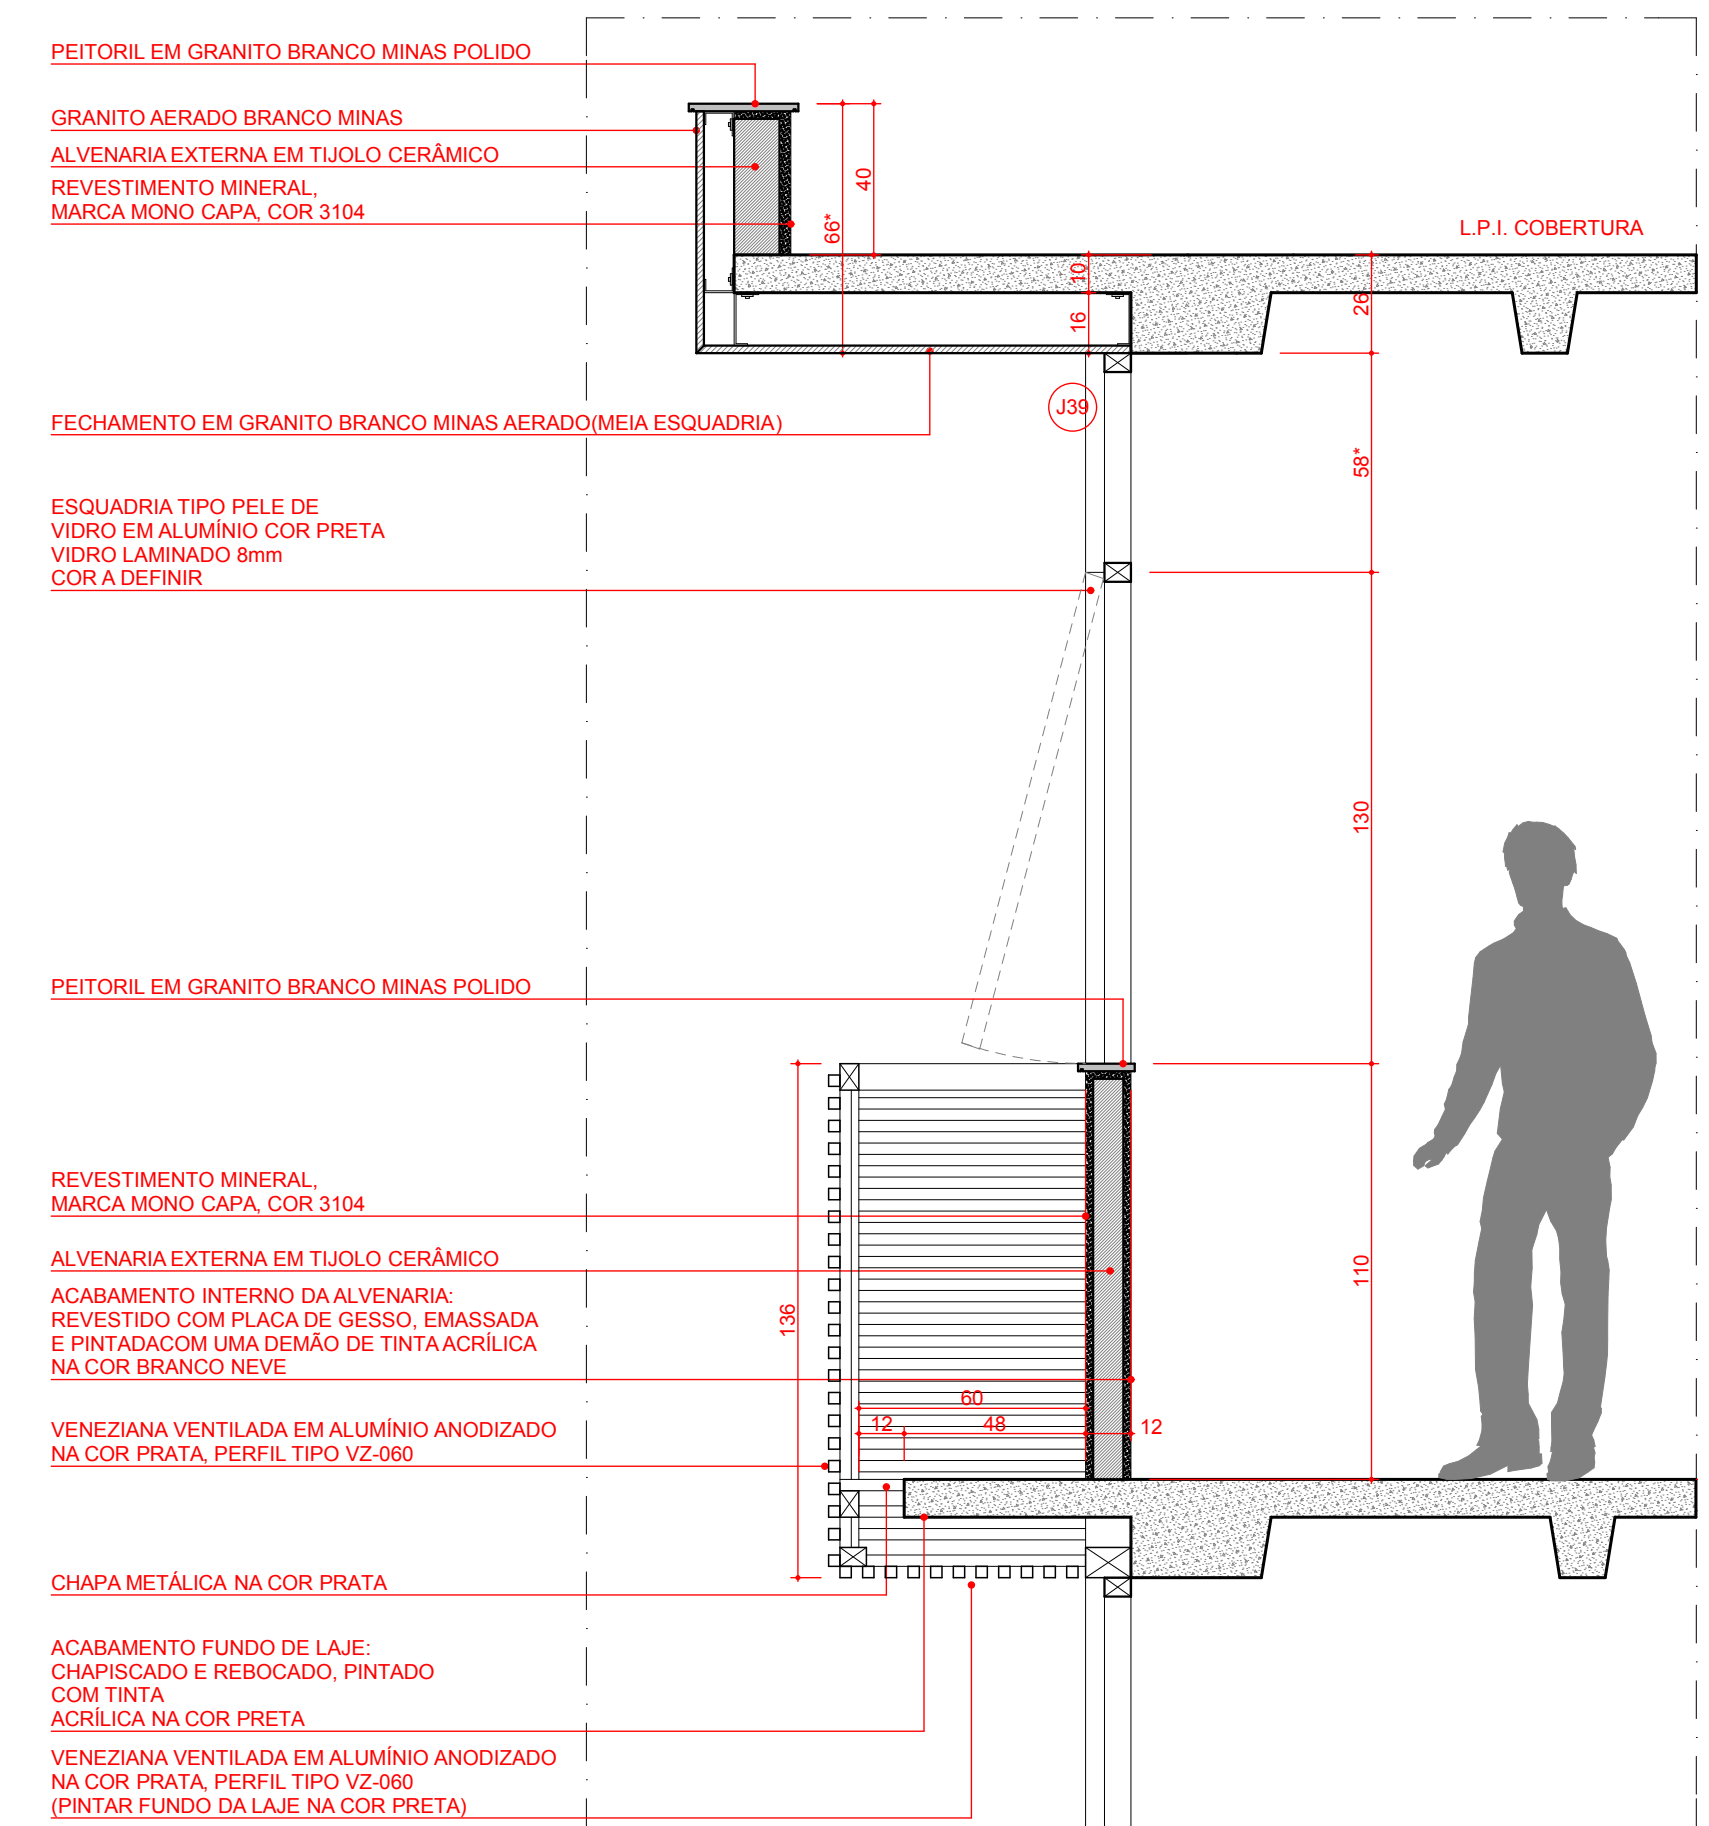 PEITORIL EM GRANITO BRANCO MINAS POLIDO
GRANITO AERADO BRANCO MINAS
ALVENARIA EXTERNA EM TIJOLO CERÂMICO
REVESTIMENTO MINERAL,
MARCA MONO CAPA, COR 3104
40
66*
L.P.I. COBERTURA
10
16
26
J39
FECHAMENTO EM GRANITO BRANCO MINAS AERADO(MEIA ESQUADRIA)
58*
ESQUADRIA TIPO PELE DE
VIDRO EM ALUMÍNIO COR PRETA
VIDRO LAMINADO 8mm
COR A DEFINIR
130
PEITORIL EM GRANITO BRANCO MINAS POLIDO
REVESTIMENTO MINERAL,
MARCA MONO CAPA, COR 3104
ALVENARIA EXTERNA EM TIJOLO CERÂMICO
110
ACABAMENTO INTERNO DA ALVENARIA:
REVESTIDO COM PLACA DE GESSO, EMASSADA
E PINTADACOM UMA DEMÃO DE TINTA ACRÍLICA
NA COR BRANCO NEVE
136
60
12
48
12
VENEZIANA VENTILADA EM ALUMÍNIO ANODIZADO
NA COR PRATA, PERFIL TIPO VZ-060
CHAPA METÁLICA NA COR PRATA
ACABAMENTO FUNDO DE LAJE:
CHAPISCADO E REBOCADO, PINTADO
COM TINTA
ACRÍLICA NA COR PRETA
VENEZIANA VENTILADA EM ALUMÍNIO ANODIZADO
NA COR PRATA, PERFIL TIPO VZ-060
(PINTAR FUNDO DA LAJE NA COR PRETA)